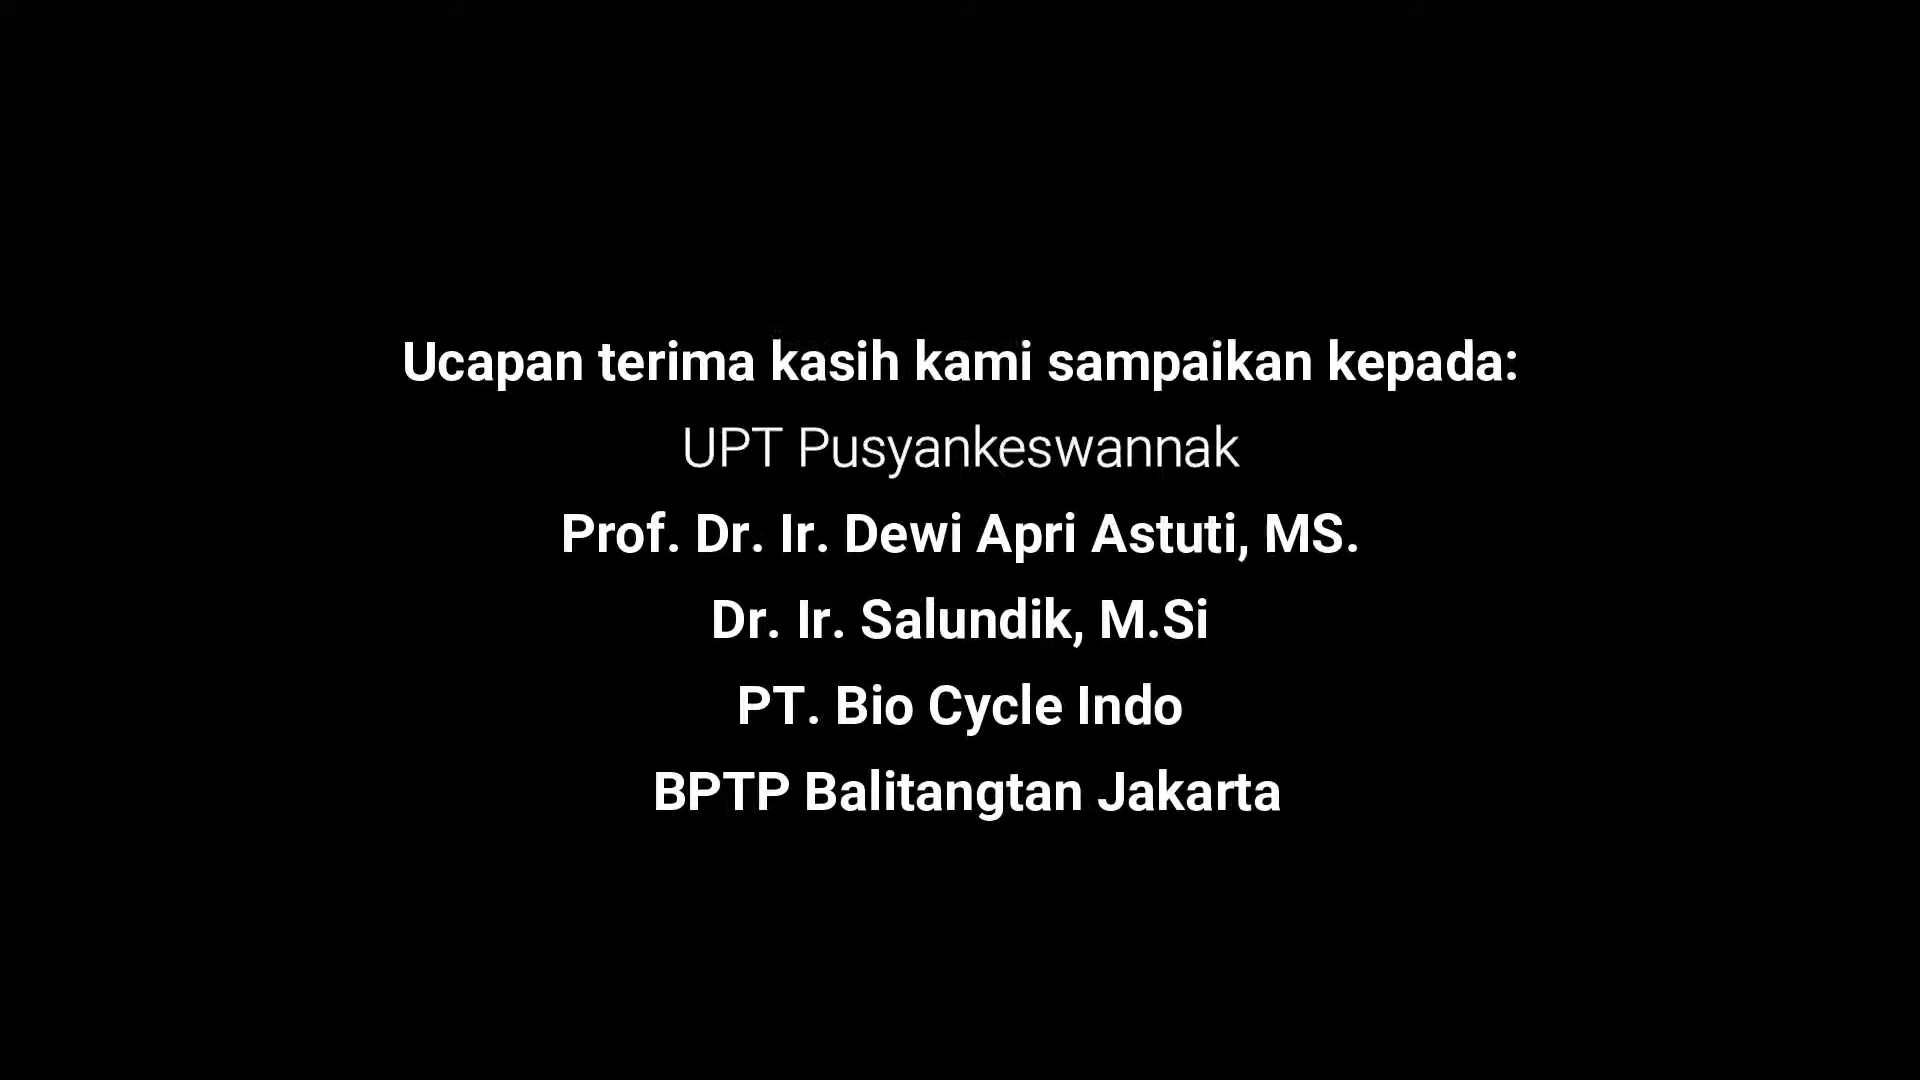 Ucapan terima kasih kami sampaikan kepada:
UPT Pusyankeswannak
Prof. Dr. Ir. Dewi Apri Astuti, MS.
Dr. Ir. Salundik, M.Si
PT. Bio Cycle Indo
BPTP Balitangtan Jakarta